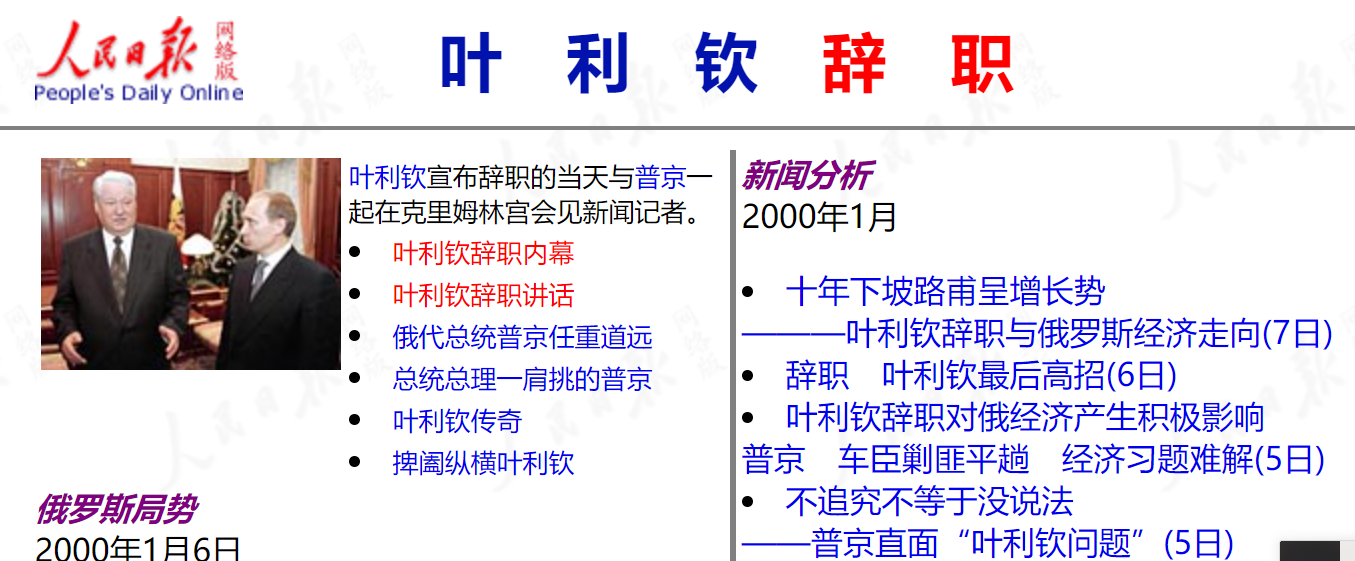 人民日报 网络版
People's Daily Online
叶利钦辞职
叶利钦宣布辞职的当天与普京一
起在克里姆林宫会见新闻记者。
• 叶利钦辞职内幕
• 叶利钦辞职讲话
• 俄代总统普京任重道远
• 总统总理一肩挑的普京
• 叶利钦传奇
• 捭阖纵横叶利钦
俄罗斯局势
2000年1月6日
新闻分析
2000年1月
• 十年下坡路甫呈增长势
———叶利钦辞职与俄罗斯经济走向(7日)
• 辞职 叶利钦最后高招(6日)
• 叶利钦辞职对俄经济产生积极影响
普京 车臣剿匪平趟 经济习题难解(5日)
• 不追究不等于没说法
——普京直面“叶利钦问题”(5日)